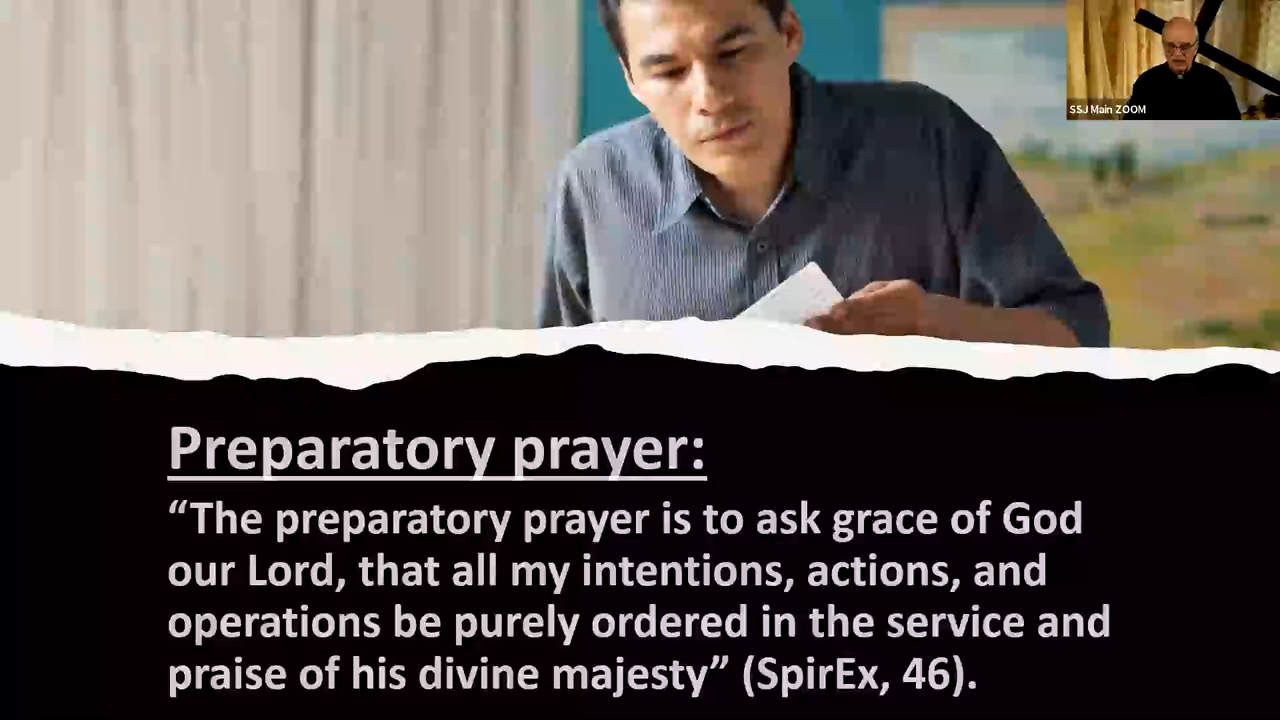 SSJ Main ZOOM
Preparatory prayer:
“The preparatory prayer is to ask grace of God
our Lord, that all my intentions, actions, and
operations be purely ordered in the service and
praise of his divine majesty” (SpirEx, 46).